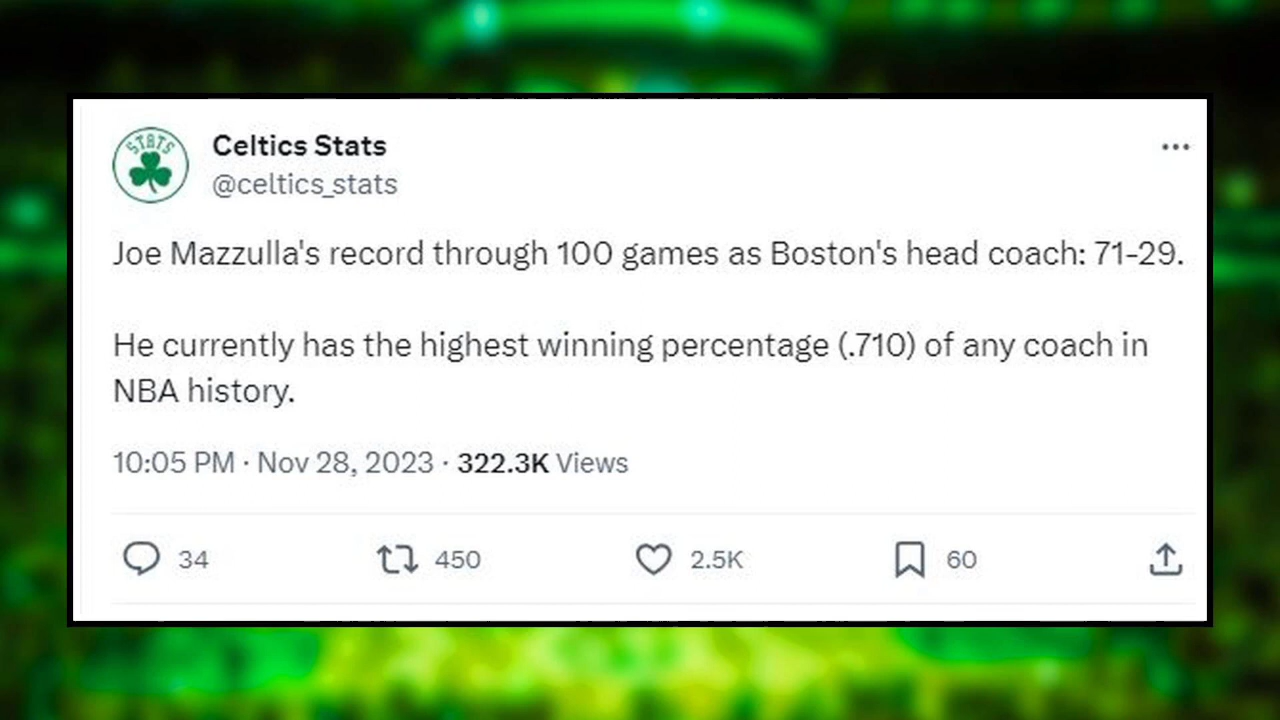 STATS
Celtics Stats
@celtics_stats
Joe Mazzulla's record through 100 games as Boston's head coach: 71-29.
He currently has the highest winning percentage (.710) of any coach in
NBA history.
10:05 PM · Nov 28, 2023 · 322.3K Views
34 450 2.5K 60